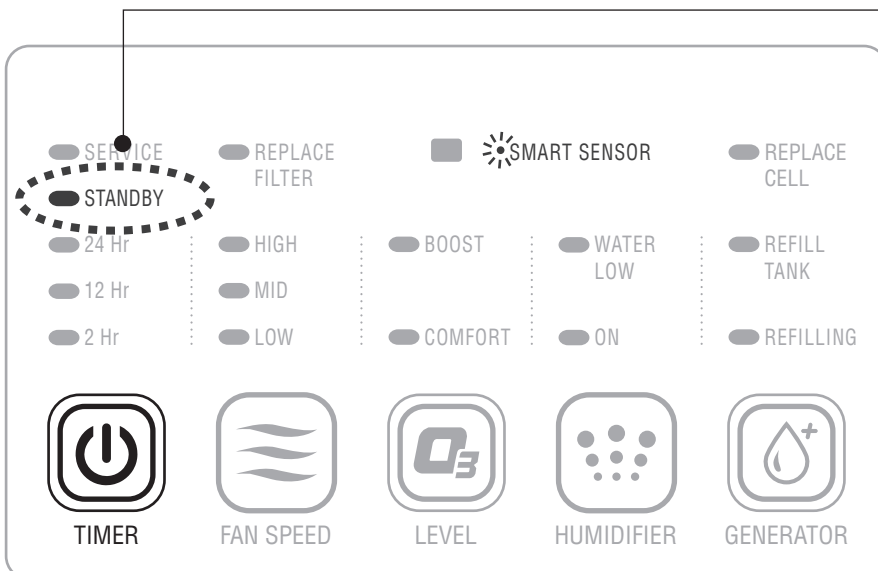 SERVICE
REPLACE
FILTER
SMART SENSOR
REPLACE
CELL
STANDBY
24 Hr
HIGH
BOOST
WATER
LOW
REFILL
TANK
12 Hr
MID
2 Hr
LOW
COMFORT
ON
REFILLING
O3
TIMER
FAN SPEED
LEVEL
HUMIDIFIER
GENERATOR